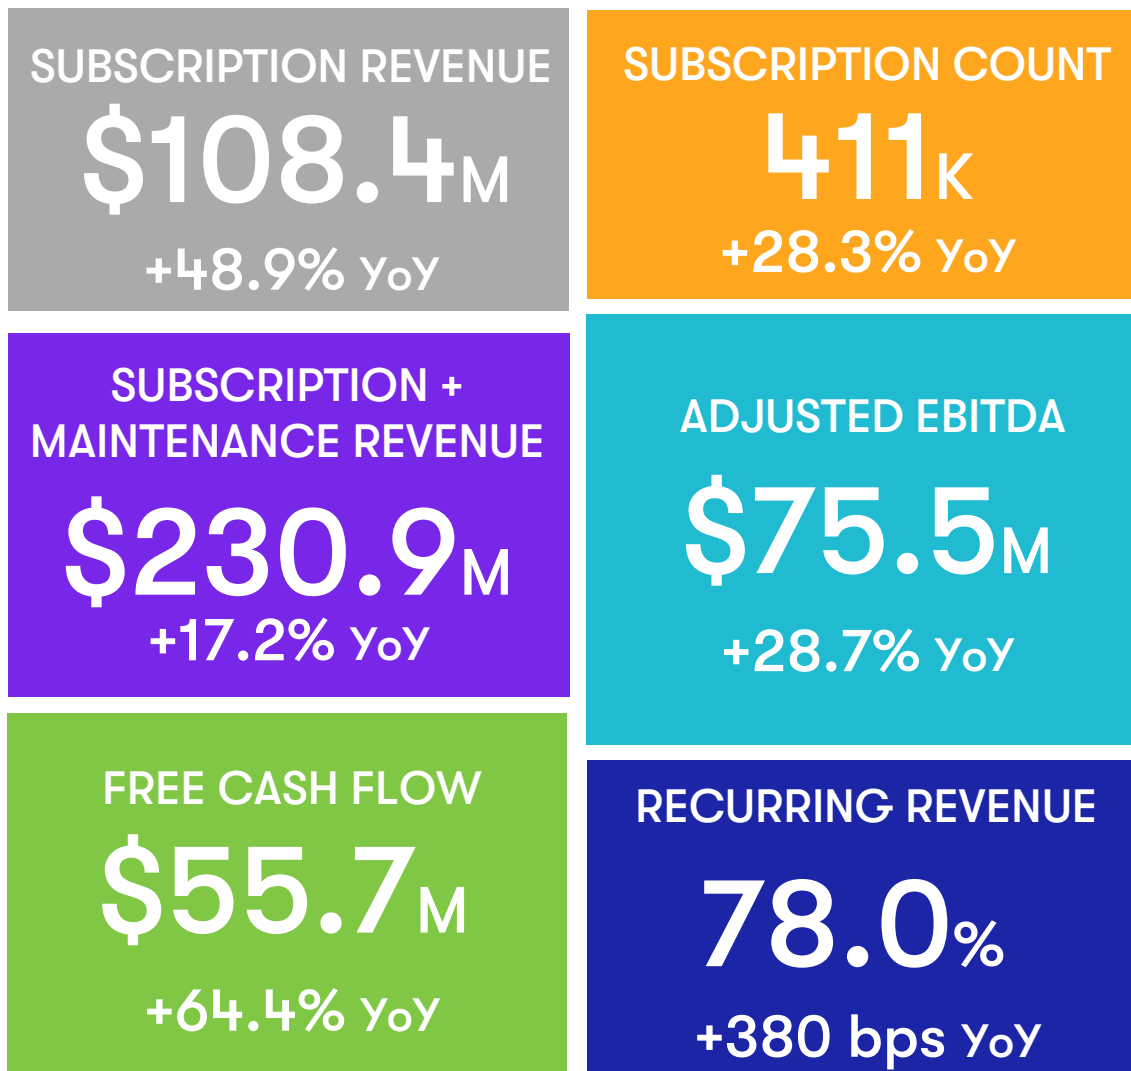 SUBSCRIPTION REVENUE
$108.4M
+48.9% YoY
SUBSCRIPTION COUNT
411K
+28.3% YoY
SUBSCRIPTION +
MAINTENANCE REVENUE
$230.9M
+17.2% YoY
ADJUSTED EBITDA
$75.5M
+28.7% YoY
FREE CASH FLOW
$55.7M
+64.4% YoY
RECURRING REVENUE
78.0%
+380 bps YoY